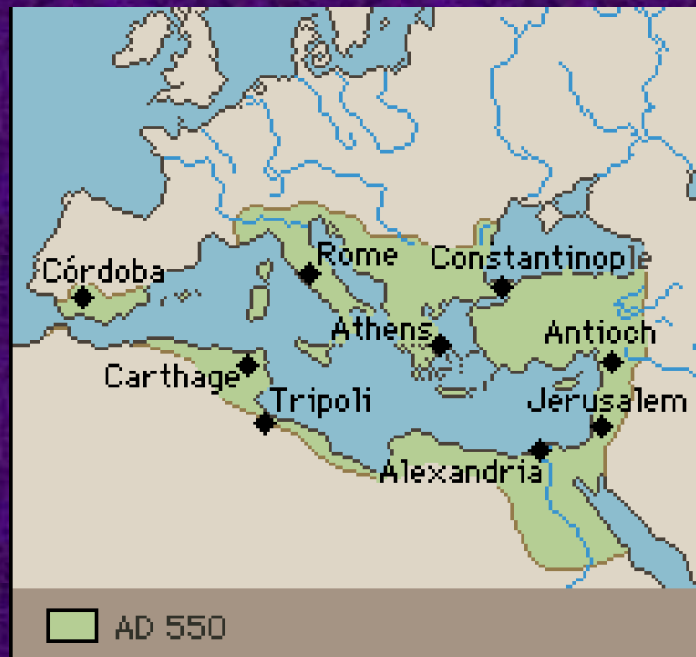 Rome
Constantinople
Córdoba
Athens
Antioch
Carthage
Tripoli
Jerusalem
Alexandria
AD 550